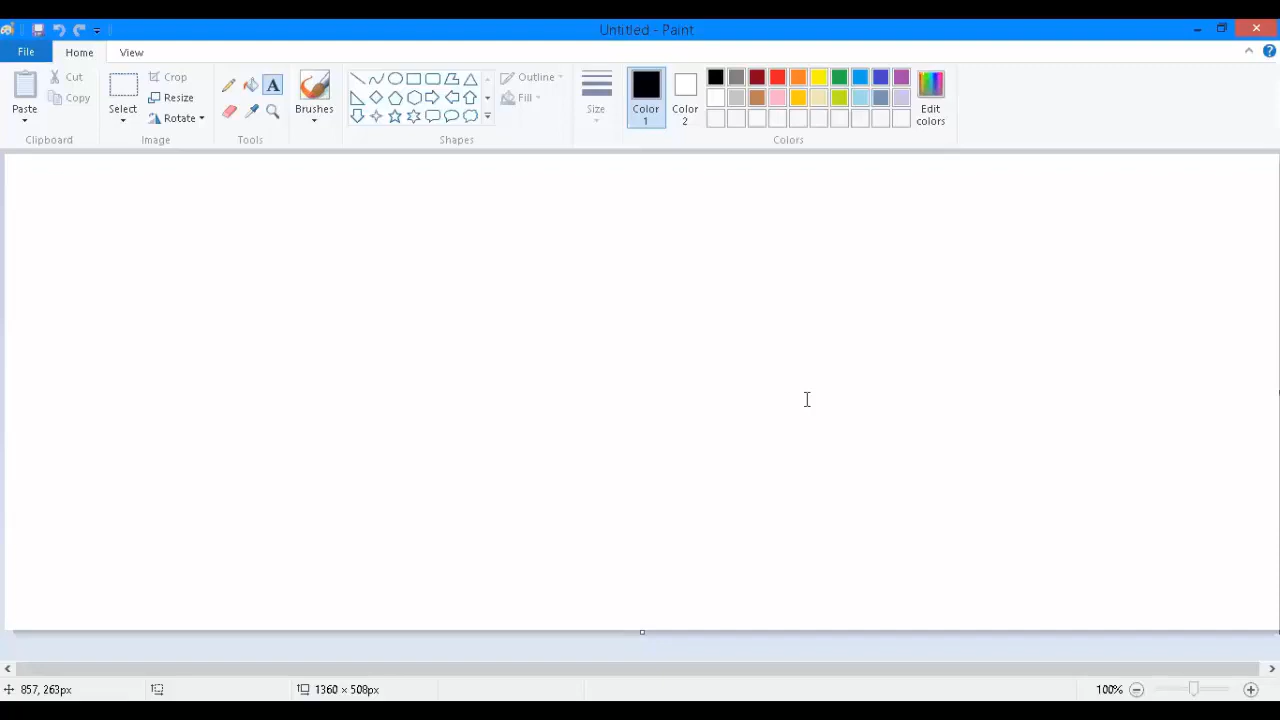 Untitled - Paint
File Home View
Paste
Cut
Copy
Clipboard
Select
Crop
Resize
Rotate
Image
A
Tools
Brushes
Shapes
Outline
Fill
Size
Color 1
Color 2
Edit colors
Colors
857, 263px
1360 × 508px
100%